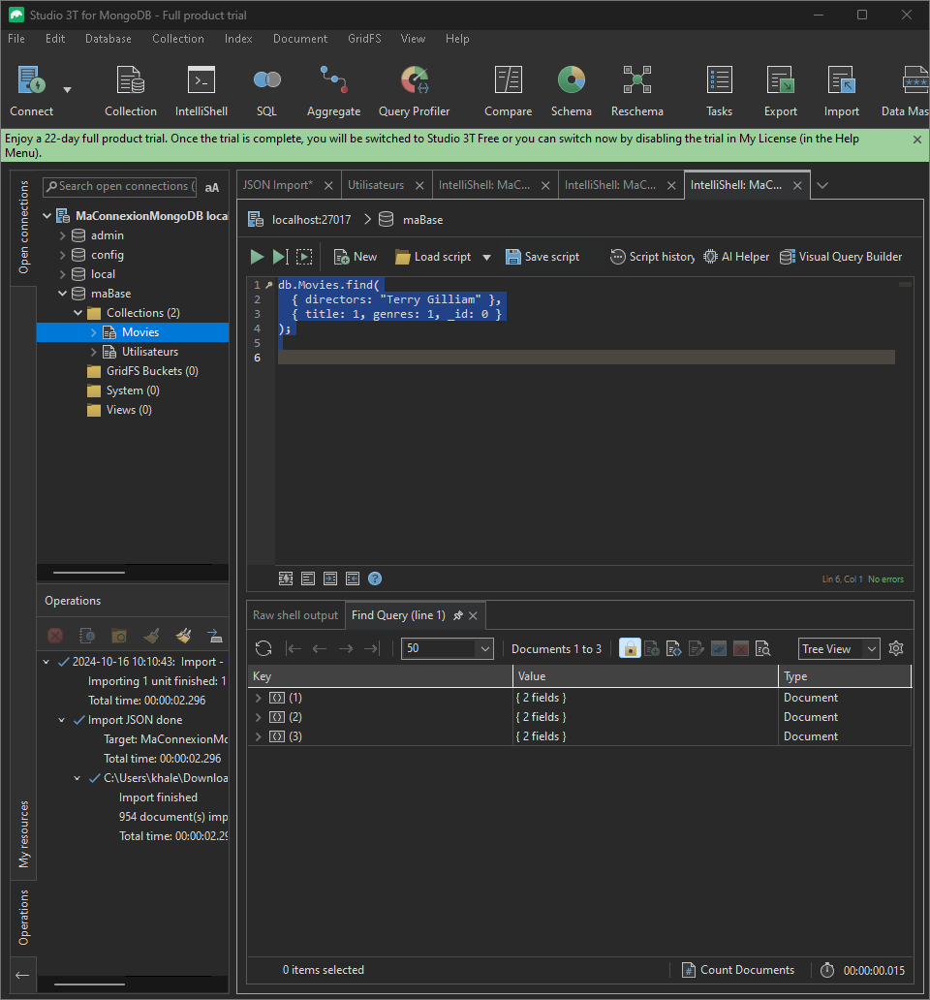 Studio 3T for MongoDB - Full product trial
File Edit Database Collection Index Document GridFS View Help
Connect Collection IntelliShell SQL Aggregate Query Profiler Compare Schema Reschema Tasks Export Import Data Mas
Enjoy a 22-day full product trial. Once the trial is complete, you will be switched to Studio 3T Free or you can switch now by disabling the trial in My License (in the Help
Menu).
Open connections
Search open connections ( aA
MaConnexionMongoDB loca
admin
config
local
maBase
Collections (2)
Movies
Utilisateurs
GridFS Buckets (0)
System (0)
Views (0)
Operations
2024-10-16 10:10:43: Import -
Importing 1 unit finished: 1
Total time: 00:00:02.296
Import JSON done
Target: MaConnexionMo
Total time: 00:00:02.296
C:\Users\khale\Downloa
Import finished
954 document(s) imp
Total time: 00:00:02.29
My resources
Operations
JSON Import* Utilisateurs IntelliShell: MaC... IntelliShell: MaC... IntelliShell: MaC...
localhost:27017 maBase
New Load script Save script Script history AI Helper Visual Query Builder
1 db.Movies.find(
2 { directors: "Terry Gilliam" },
3 { title: 1, genres: 1, _id: 0 }
4 );
5
6
Lin 6, Col 1 No errors
Raw shell output Find Query (line 1)
50 Documents 1 to 3 Tree View
Key Value Type
(1) { 2 fields } Document
(2) { 2 fields } Document
(3) { 2 fields } Document
0 items selected Count Documents 00:00:00.015